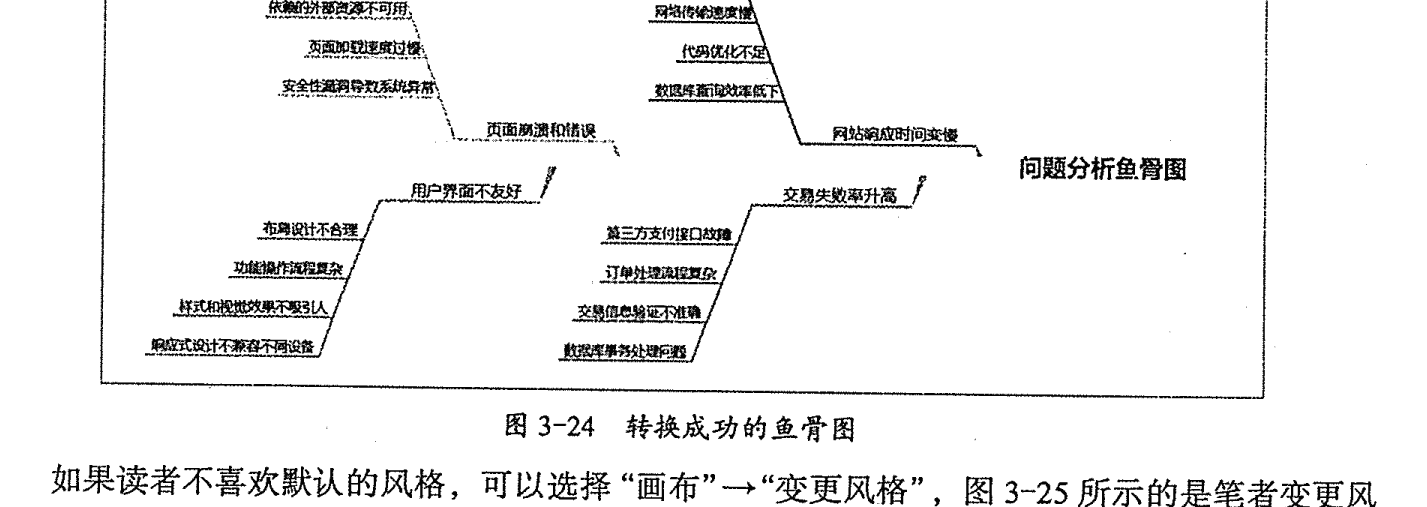 依赖的外部资源不可用
页面加载速度过慢
安全性漏洞导致系统异常
页面崩溃和错误
网络传输速度慢
代码优化不足
数据库查询效率低下
网站响应时间变慢
问题分析鱼骨图
用户界面不友好
布局设计不合理
功能操作流程复杂
样式和视觉效果不吸引人
响应式设计不兼容不同设备
交易失败率升高
第三方支付接口故障
订单处理流程复杂
交易信息验证不准确
数据库事务处理问题
图 3-24 转换成功的鱼骨图
如果读者不喜欢默认的风格，可以选择“画布”→“变更风格”，图 3-25 所示的是笔者变更风